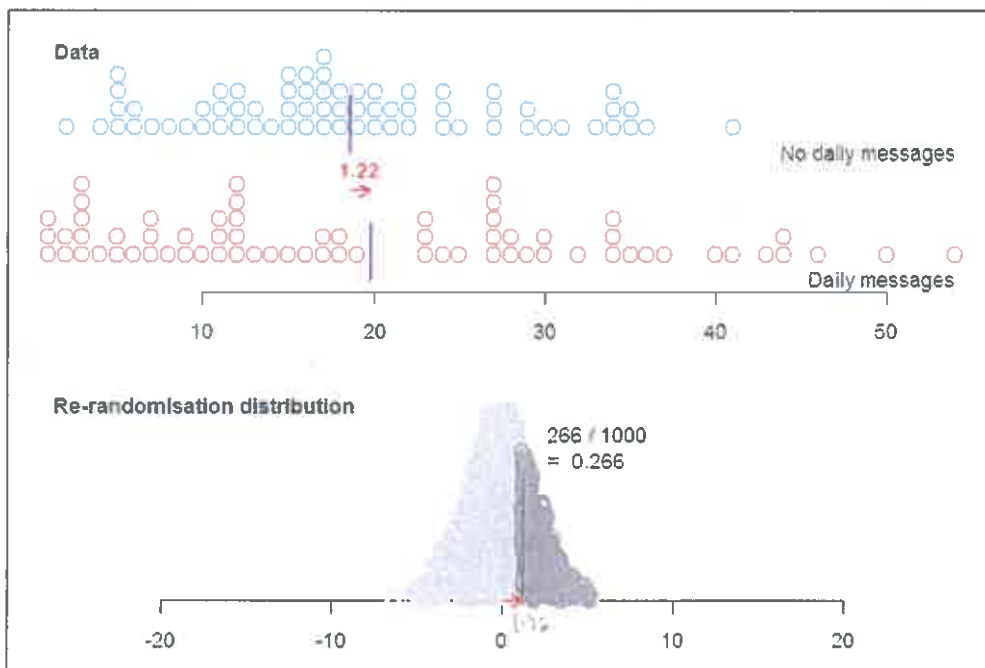 Data
No daily messages
1.22
Daily messages
10 20 30 40 50
Re-randomisation distribution
266 / 1000
= 0.266
-20 -10 0 10 20